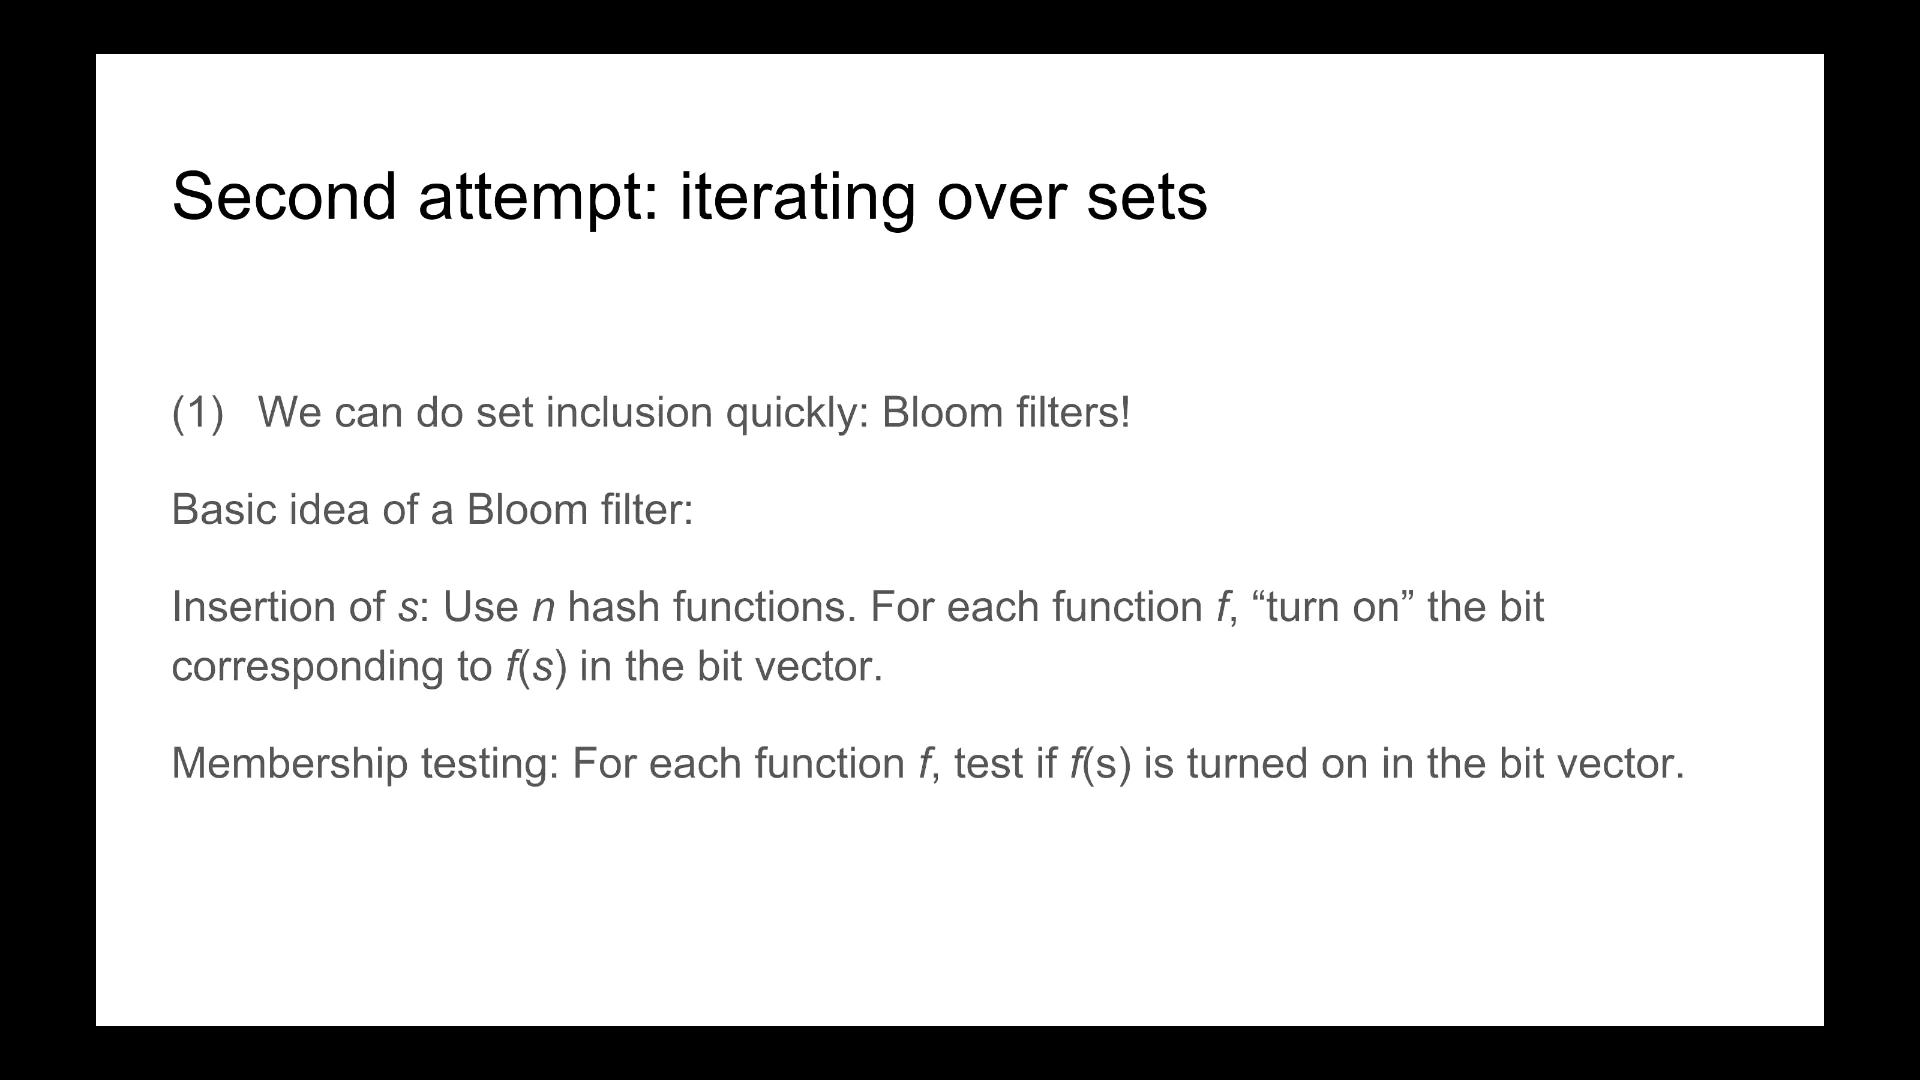 Second attempt: iterating over sets
(1) We can do set inclusion quickly: Bloom filters!
Basic idea of a Bloom filter:
Insertion of s: Use n hash functions. For each function f, “turn on” the bit
corresponding to f(s) in the bit vector.
Membership testing: For each function f, test if f(s) is turned on in the bit vector.